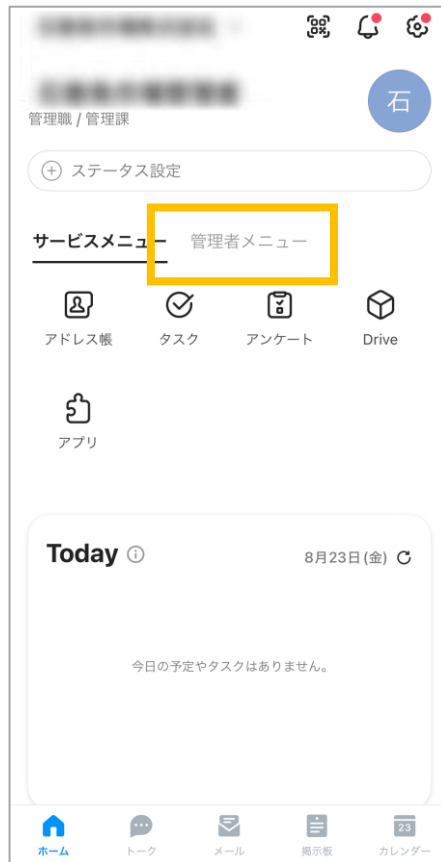 石
管理職 / 管理課
ステータス設定
サービスメニュー 管理者メニュー
アドレス帳 タスク アンケート Drive
アプリ
Today 8月23日(金)
今日の予定やタスクはありません。
23
ホーム トーク メール 掲示板 カレンダー